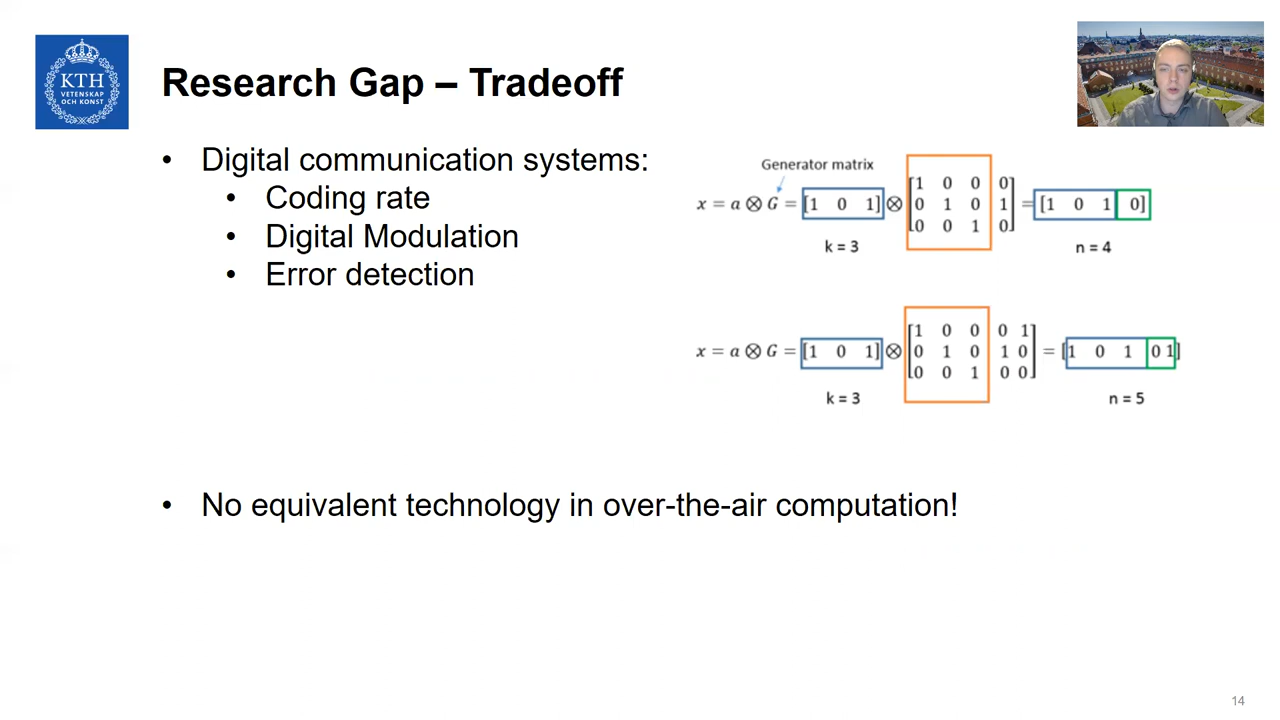 KTH
VETENSKAP
OCH KONST
Research Gap – Tradeoff
• Digital communication systems:
• Coding rate
• Digital Modulation
• Error detection
Generator matrix
x = a ⊗ G = [1 0 1] ⊗ [1 0 0 0; 0 1 0 1; 0 0 1 0] = [1 0 1 0]
k = 3 n = 4
x = a ⊗ G = [1 0 1] ⊗ [1 0 0 0 1; 0 1 0 1 0; 0 0 1 0 0] = [1 0 1 0 1]
k = 3 n = 5
• No equivalent technology in over-the-air computation!
14